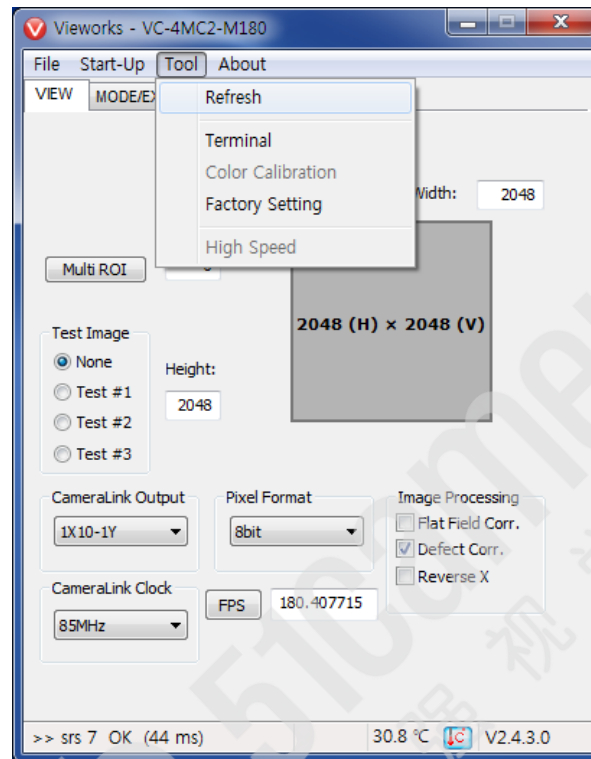 Vieworks - VC-4MC2-M180
File Start-Up Tool About
VIEW MODE/EX
Refresh
Terminal
Color Calibration
Factory Setting
High Speed
Width: 2048
Multi ROI
2048 (H) × 2048 (V)
Test Image
None
Test #1
Test #2
Test #3
Height:
2048
CameraLink Output
1X10-1Y
Pixel Format
8bit
Image Processing
Flat Field Corr.
Defect Corr.
Reverse X
CameraLink Clock
85MHz
FPS 180.407715
>> srs 7 OK (44 ms) 30.8 ℃ V2.4.3.0